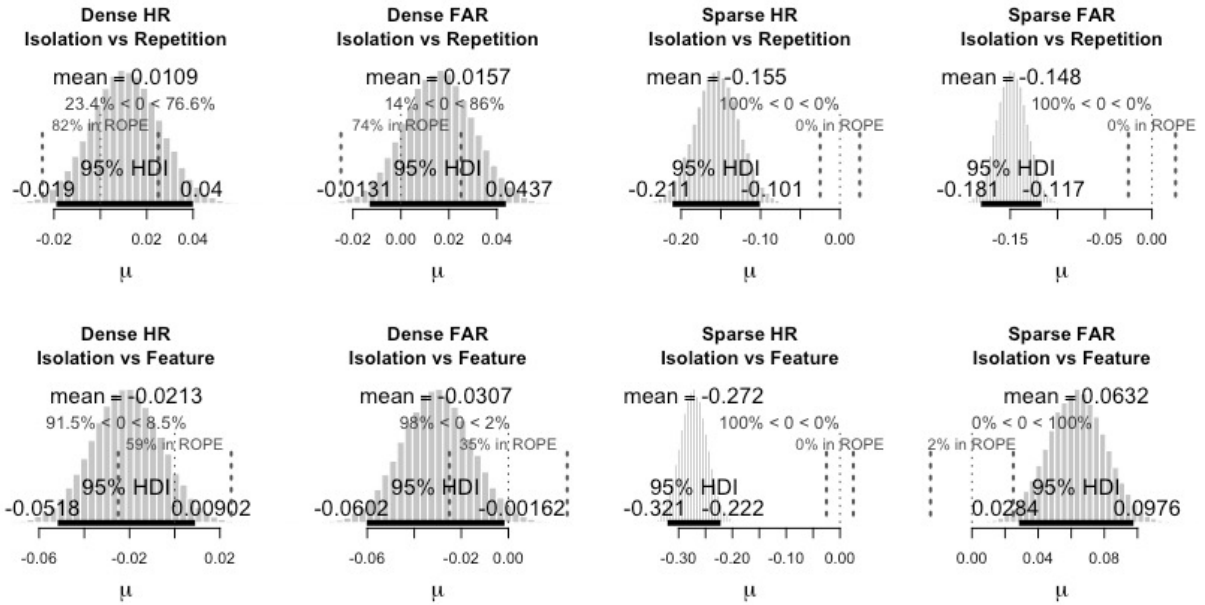 Dense HR
Isolation vs Repetition
mean = 0.0109
23.4% < 0 < 76.6%
82% in ROPE
95% HDI
-0.019 0.04
-0.02 0.02 0.04
μ
Dense FAR
Isolation vs Repetition
mean = 0.0157
14% < 0 < 86%
74% in ROPE
95% HDI
-0.0131 0.0437
-0.02 0.00 0.02 0.04
μ
Sparse HR
Isolation vs Repetition
mean = -0.155
100% < 0 < 0%
0% in ROPE
95% HDI
-0.211 -0.101
-0.20 -0.10 0.00
μ
Sparse FAR
Isolation vs Repetition
mean = -0.148
100% < 0 < 0%
0% in ROPE
95% HDI
-0.181 -0.117
-0.15 -0.05 0.00
μ
Dense HR
Isolation vs Feature
mean = -0.0213
91.5% < 0 < 8.5%
59% in ROPE
95% HDI
-0.0518 0.00902
-0.06 -0.02 0.02
μ
Dense FAR
Isolation vs Feature
mean = -0.0307
98% < 0 < 2%
35% in ROPE
95% HDI
-0.0602 -0.00162
-0.06 -0.02 0.00
μ
Sparse HR
Isolation vs Feature
mean = -0.272
100% < 0 < 0%
0% in ROPE
95% HDI
-0.321 -0.222
-0.30 -0.20 -0.10 0.00
μ
Sparse FAR
Isolation vs Feature
mean = 0.0632
0% < 0 < 100%
2% in ROPE
95% HDI
0.0284 0.0976
0.00 0.04 0.08
μ